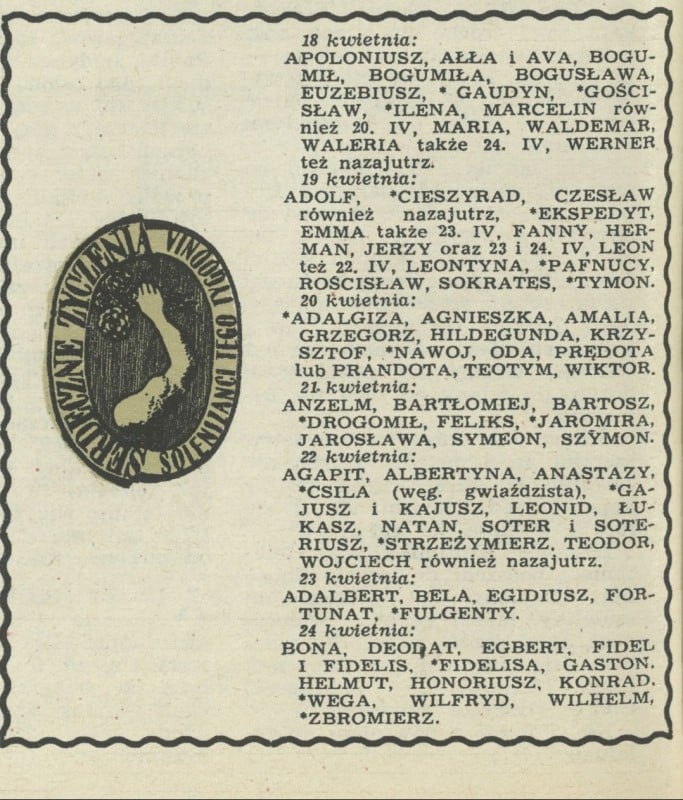 SERDECZNE ŻYCZENIA
SOLENIZANCI TEGO TYGODNIA
18 kwietnia:
APOLONIUSZ, AŁŁA i AVA, BOGU-
MIŁ, BOGUMIŁA, BOGUSŁAWA,
EUZEBIUSZ, * GAUDYN, *GOŚCI-
SŁAW, *ILENA, MARCELIN rów-
nież 20. IV, MARIA, WALDEMAR,
WALERIA także 24. IV, WERNER
też nazajutrz.
19 kwietnia:
ADOLF, *CIESZYRAD, CZESŁAW
również nazajutrz, *EKSPEDYT,
EMMA także 23. IV, FANNY, HER-
MAN, JERZY oraz 23 i 24. IV, LEON
też 22. IV, LEONTYNA, *PAFNUCY,
ROŚCISŁAW, SOKRATES, *TYMON.
20 kwietnia:
*ADALGIZA, AGNIESZKA, AMALIA,
GRZEGORZ, HILDEGUNDA, KRZY-
SZTOF, *NAWOJ, ODA, PRĘDOTA
lub PRANDOTA, TEOTYM, WIKTOR.
21 kwietnia:
ANZELM, BARTŁOMIEJ, BARTOSZ,
*DROGOMIŁ, FELIKS, *JAROMIRA,
JAROSŁAWA, SYMEON, SZYMON.
22 kwietnia:
AGAPIT, ALBERTYNA, ANASTAZY,
*CSILA (węg. gwiaździsta), *GA-
JUSZ i KAJUSZ, LEONID, ŁU-
KASZ, NATAN, SOTER i SOTE-
RIUSZ, *STRZEŻYMIERZ, TEODOR,
WOJCIECH również nazajutrz.
23 kwietnia:
ADALBERT, BELA, EGIDIUSZ, FOR-
TUNAT, *FULGENTY.
24 kwietnia:
BONA, DEODAT, EGBERT, FIDEL
I FIDELIS, *FIDELISA, GASTON,
HELMUT, HONORIUSZ, KONRAD.
*WEGA, WILFRYD, WILHELM,
*ZBROMIERZ.